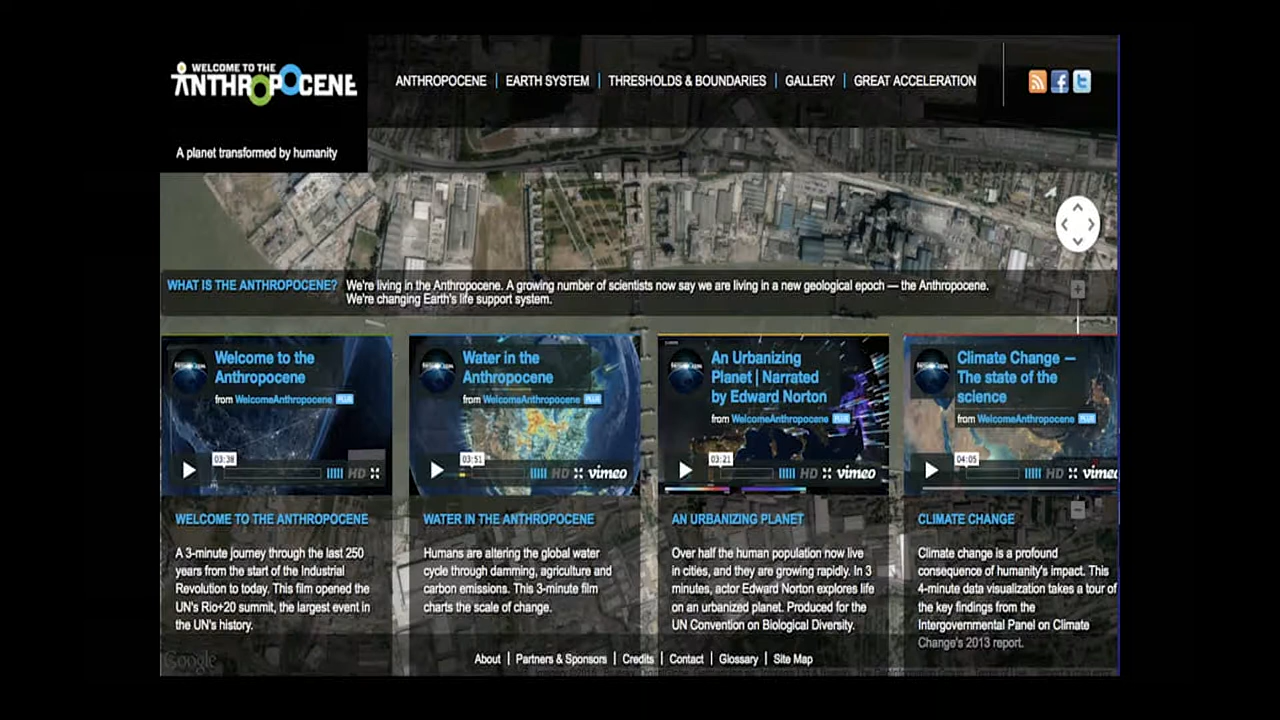 WELCOME TO THE
ANTHROPOCENE
A planet transformed by humanity
ANTHROPOCENE | EARTH SYSTEM | THRESHOLDS & BOUNDARIES | GALLERY | GREAT ACCELERATION
WHAT IS THE ANTHROPOCENE? We're living in the Anthropocene. A growing number of scientists now say we are living in a new geological epoch — the Anthropocene.
We're changing Earth's life support system.
Welcome to the
Anthropocene
from WelcomeAnthropocene PLUS
03:38
HD
Water in the
Anthropocene
from WelcomeAnthropocene PLUS
03:51
HD vimeo
An Urbanizing
Planet | Narrated
by Edward Norton
from WelcomeAnthropocene PLUS
03:21
HD vimeo
Climate Change —
The state of the
science
from WelcomeAnthropocene PLUS
04:05
HD vimeo
WELCOME TO THE ANTHROPOCENE
A 3-minute journey through the last 250
years from the start of the Industrial
Revolution to today. This film opened the
UN's Rio+20 summit, the largest event in
the UN's history.
WATER IN THE ANTHROPOCENE
Humans are altering the global water
cycle through damming, agriculture and
carbon emissions. This 3-minute film
charts the scale of change.
AN URBANIZING PLANET
Over half the human population now live
in cities, and they are growing rapidly. In 3
minutes, actor Edward Norton explores life
on an urbanized planet. Produced for the
UN Convention on Biological Diversity.
CLIMATE CHANGE
Climate change is a profound
consequence of humanity's impact. This
4-minute data visualization takes a tour of
the key findings from the
Intergovernmental Panel on Climate
Change's 2013 report.
Google
About | Partners & Sponsors | Credits | Contact | Glossary | Site Map